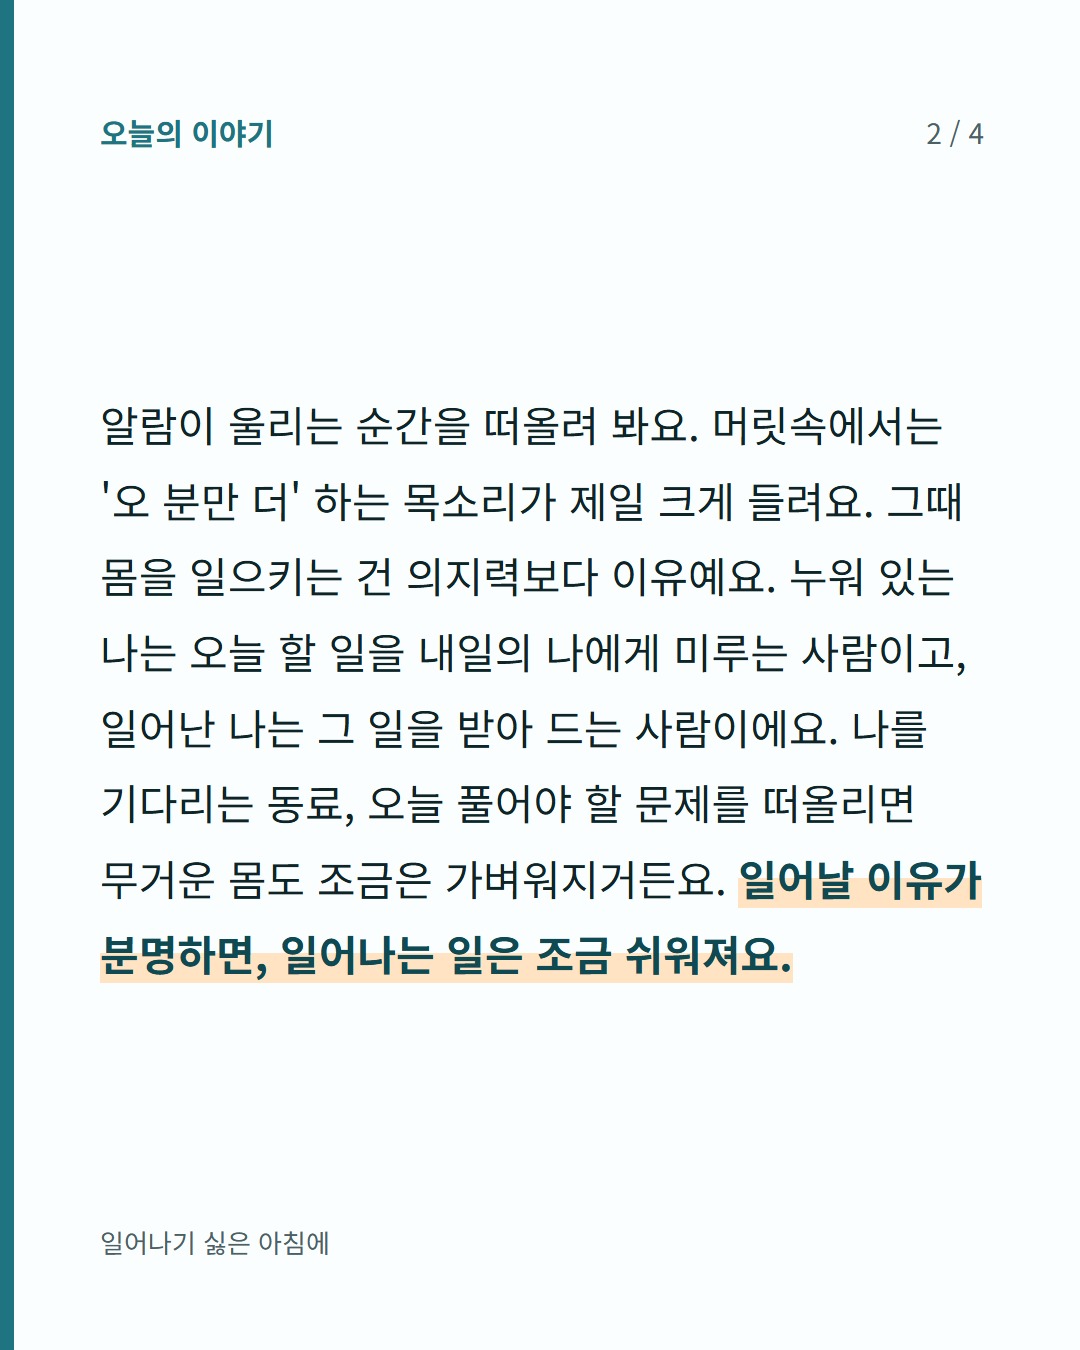 오늘의 이야기
2 / 4
알람이 울리는 순간을 떠올려 봐요. 머릿속에서는
'오 분만 더' 하는 목소리가 제일 크게 들려요. 그때
몸을 일으키는 건 의지력보다 이유예요. 누워 있는
나는 오늘 할 일을 내일의 나에게 미루는 사람이고,
일어난 나는 그 일을 받아 드는 사람이에요. 나를
기다리는 동료, 오늘 풀어야 할 문제를 떠올리면
무거운 몸도 조금은 가벼워지거든요. 일어날 이유가
분명하면, 일어나는 일은 조금 쉬워져요.
일어나기 싫은 아침에